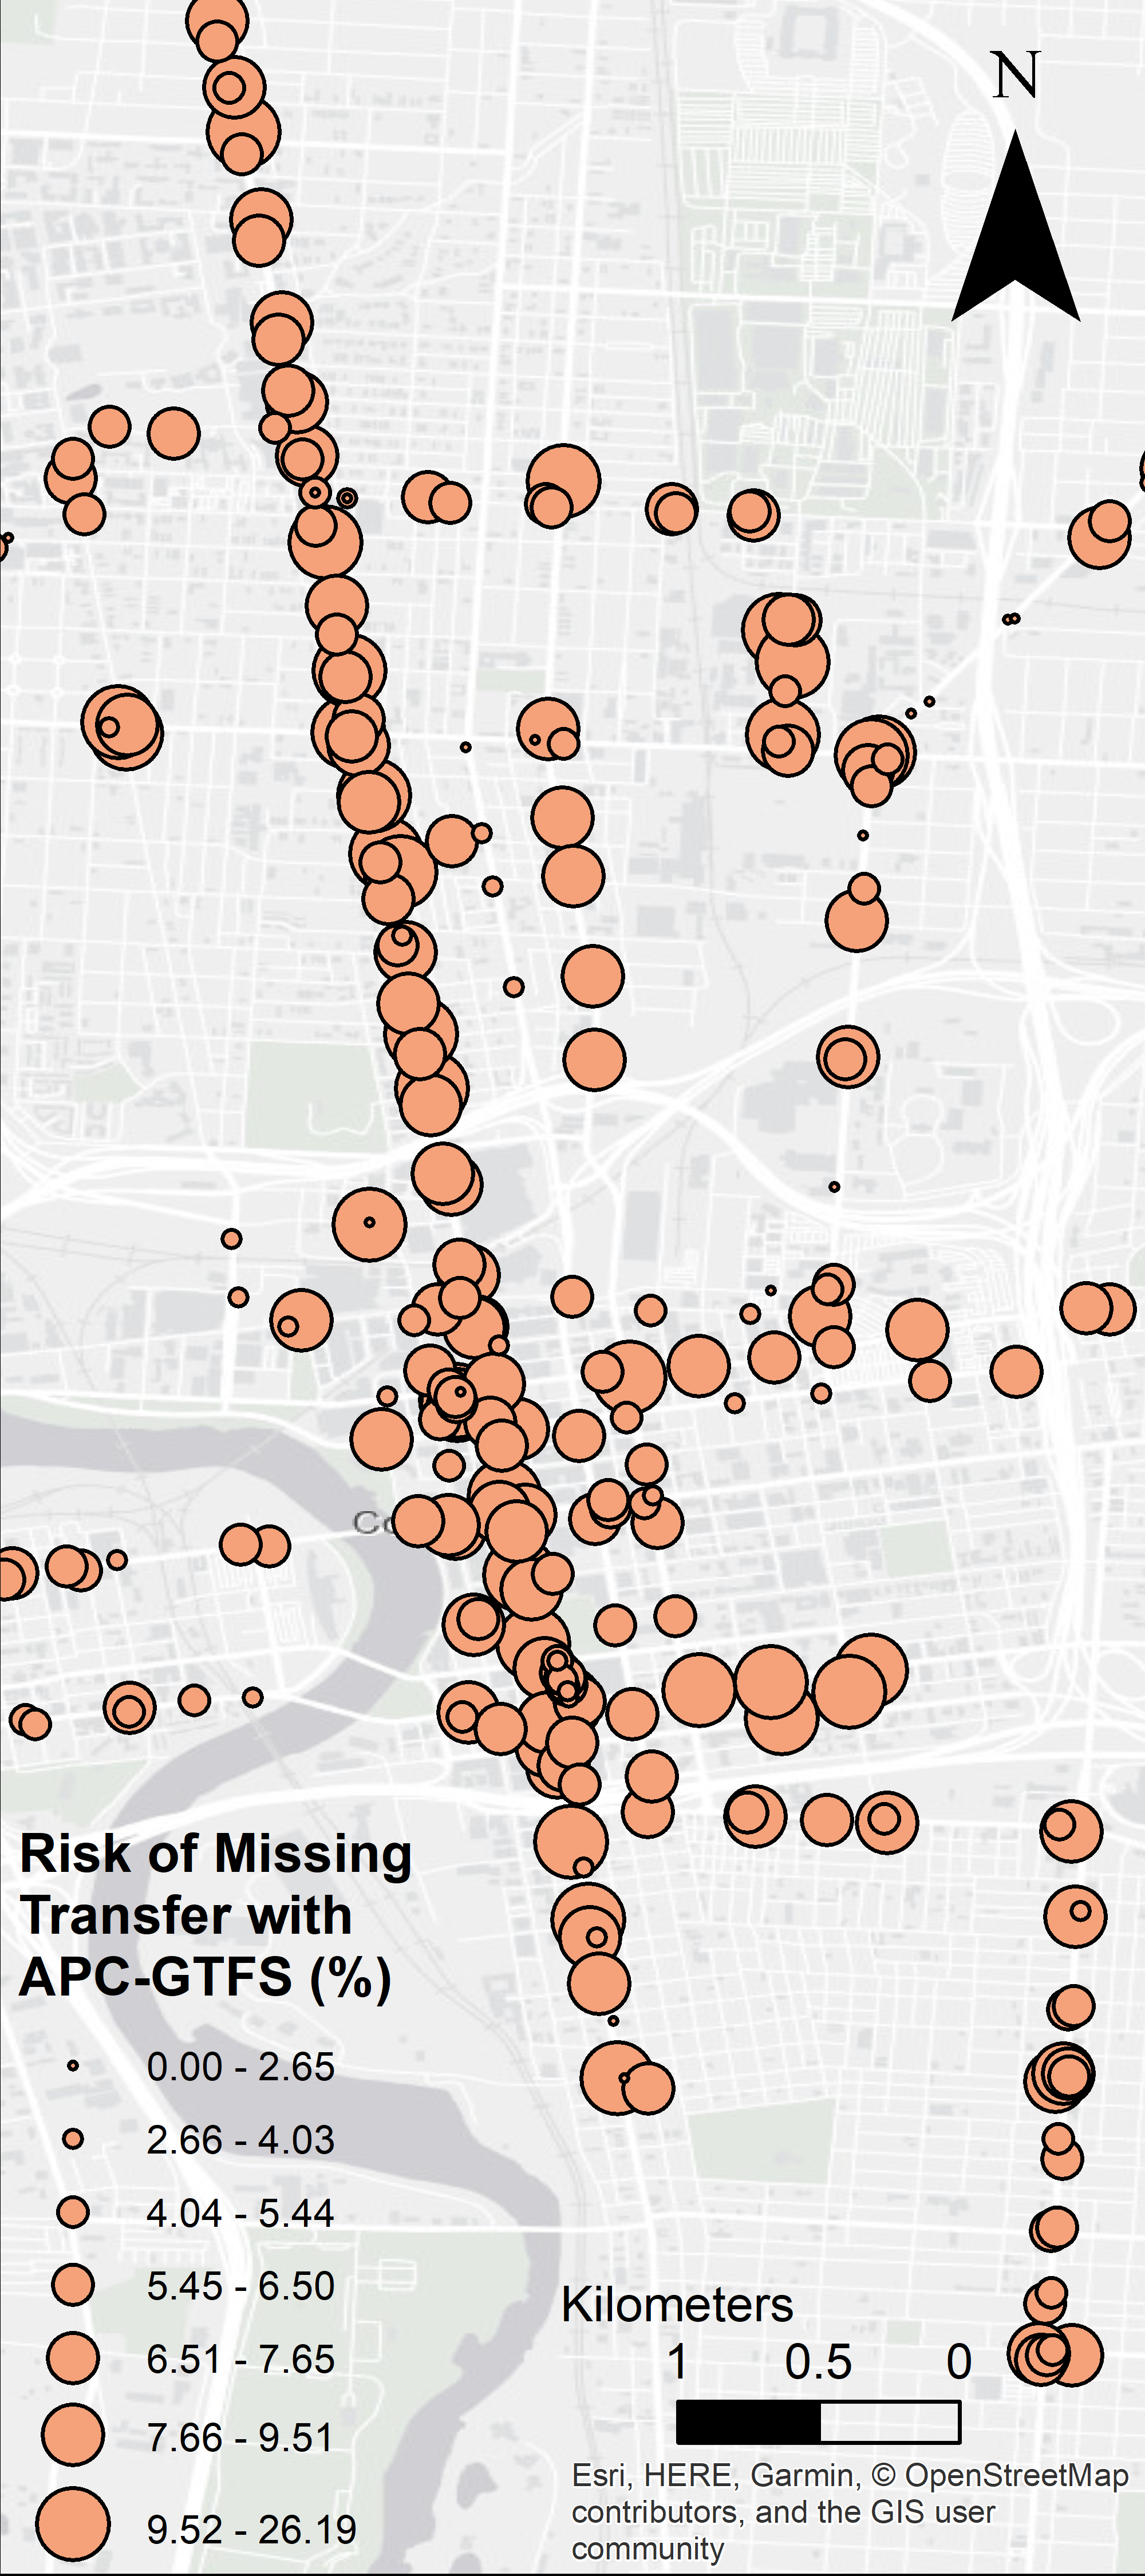 N
Co
Risk of Missing
Transfer with
APC-GTFS (%)
0.00 - 2.65
2.66 - 4.03
4.04 - 5.44
5.45 - 6.50
6.51 - 7.65
7.66 - 9.51
9.52 - 26.19
Kilometers
1 0.5 0
Esri, HERE, Garmin, © OpenStreetMap
contributors, and the GIS user
community